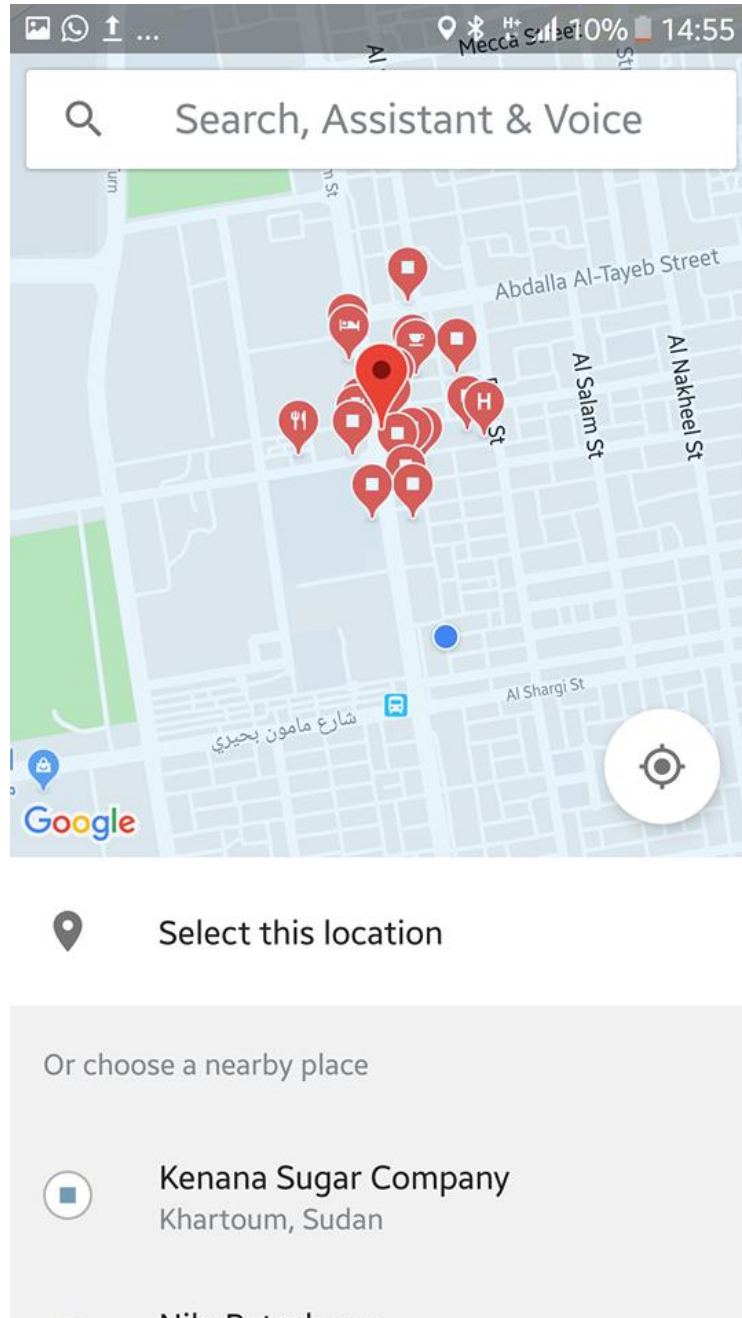 ... 10% 14:55
Mecca Street
Search, Assistant & Voice
Abdalla Al-Tayeb Street
Al Salam St
Al Nakheel St
St
Al Shargi St
شارع مامون بحيري
Google
Select this location
Or choose a nearby place
Kenana Sugar Company
Khartoum, Sudan